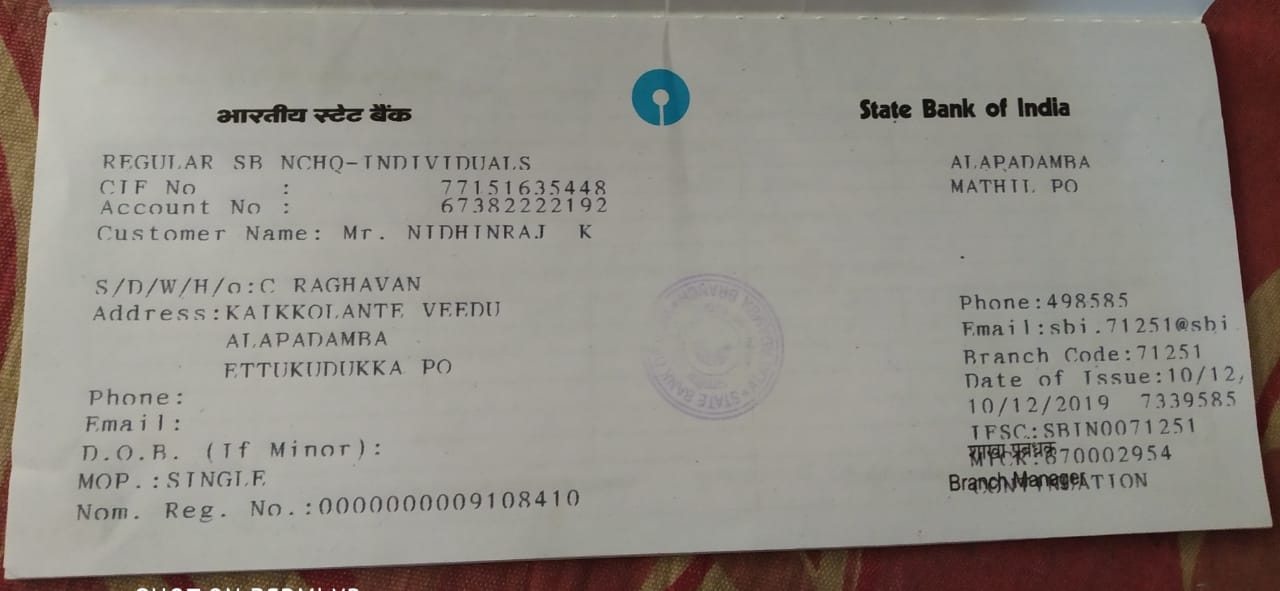 भारतीय स्टेट बैंक
State Bank of India
REGULAR SB NCHQ-INDIVIDUALS
CIF No : 77151635448
Account No : 67382222192
Customer Name: Mr. NIDHINRAJ K
S/D/W/H/o:C RAGHAVAN
Address:KAIKKOLANTE VEEDU
ALAPADAMBA
ETTUKUDUKKA PO
Phone:
Email:
D.O.B. (If Minor):
MOP.:SINGLE
Nom. Reg. No.:0000000009108410
ALAPADAMBA
MATHIL PO
Phone:498585
Email:sbi.71251@sbi
Branch Code:71251
Date of Issue:10/12,
10/12/2019 7339585
IFSC:SBIN0071251
शाखा प्रबंधक
MICR:670002954
Branch Manager
CONTINUATION
STATE BANK